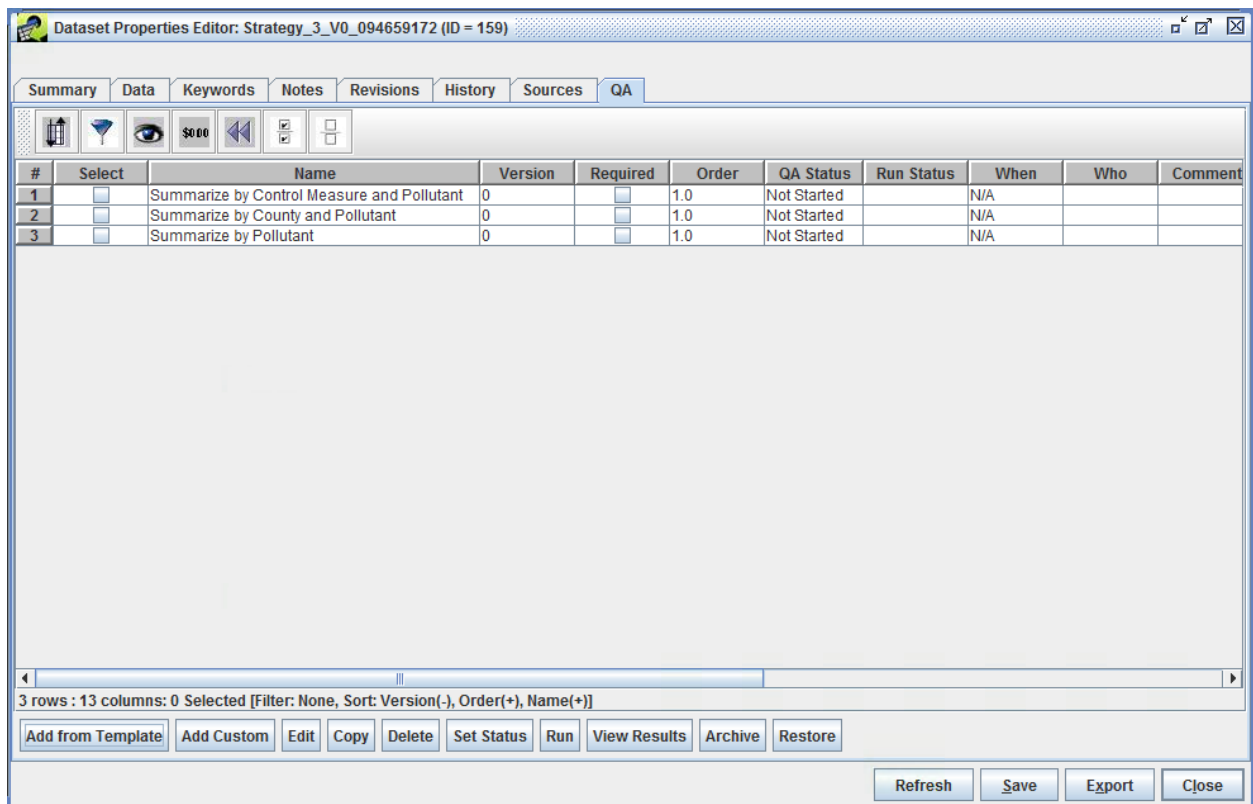 Dataset Properties Editor: Strategy_3_V0_094659172 (ID = 159)
Summary Data Keywords Notes Revisions History Sources QA
$0.00
# Select Name Version Required Order QA Status Run Status When Who Comment
1 Summarize by Control Measure and Pollutant 0 1.0 Not Started N/A
2 Summarize by County and Pollutant 0 1.0 Not Started N/A
3 Summarize by Pollutant 0 1.0 Not Started N/A
3 rows : 13 columns: 0 Selected [Filter: None, Sort: Version(-), Order(+), Name(+)]
Add from Template Add Custom Edit Copy Delete Set Status Run View Results Archive Restore
Refresh Save Export Close